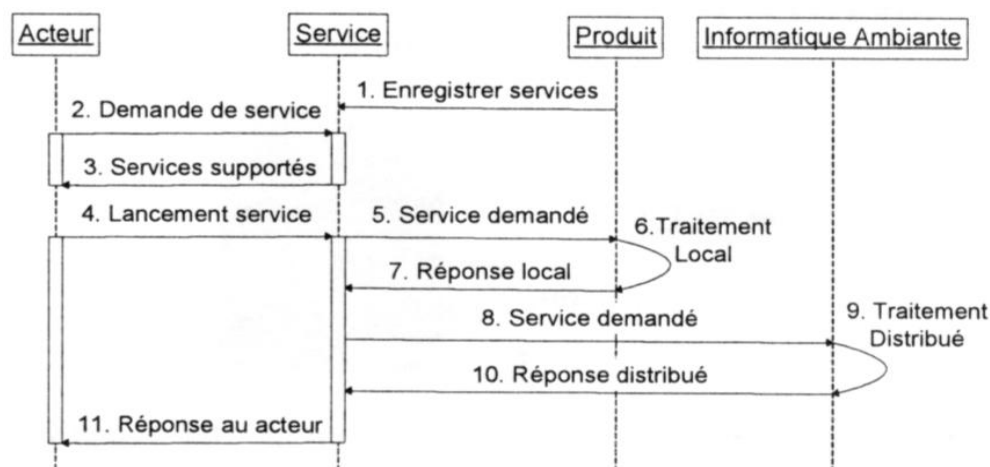 Acteur
Service
Produit
Informatique Ambiante
1. Enregistrer services
2. Demande de service
3. Services supportés
4. Lancement service
5. Service demandé
6.Traitement
Local
7. Réponse local
8. Service demandé
9. Traitement
Distribué
10. Réponse distribué
11. Réponse au acteur